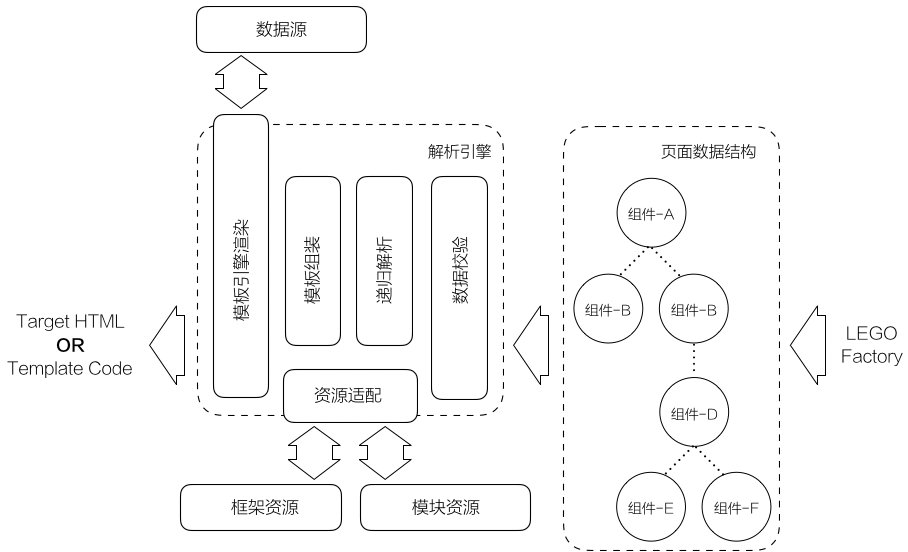 数据源
解析引擎
模板引擎渲染
模板组装
递归解析
数据校验
资源适配
框架资源
模块资源
Target HTML
OR
Template Code
页面数据结构
组件-A
组件-B
组件-B
组件-D
组件-E
组件-F
LEGO
Factory